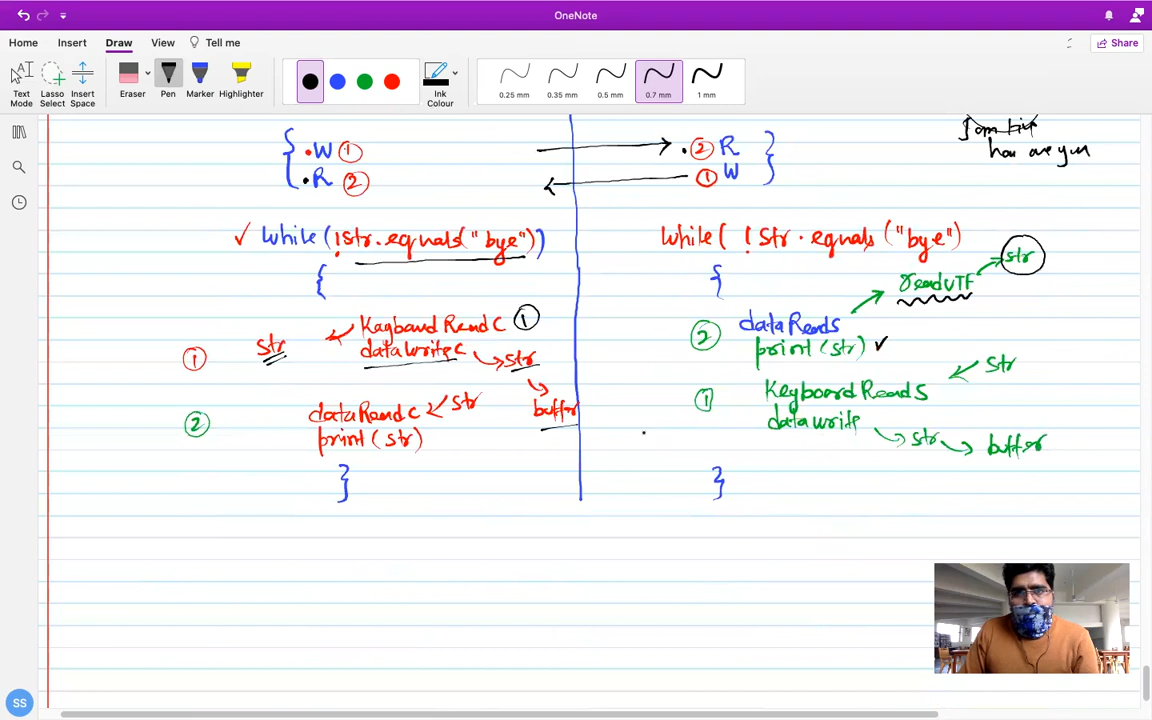 OneNote
Home Insert Draw View Tell me
Share
Text Mode
Lasso Select
Insert Space
Eraser
Pen
Marker
Highlighter
Ink Colour
0.25 mm 0.35 mm 0.5 mm 0.7 mm 1 mm
how are you
{ . W ① . ② R }
. R ② ① W
✓ while (!str.equals("bye"))
{
① str Kayboard Read C ①
data write C str
buffer
② data Read C str
print (str)
}
while ( ! str . equals ("bye")
{
readUTF str
② data Read S
print (str) ✓
① Keyboard Read S str
data write str buffer
}
SS